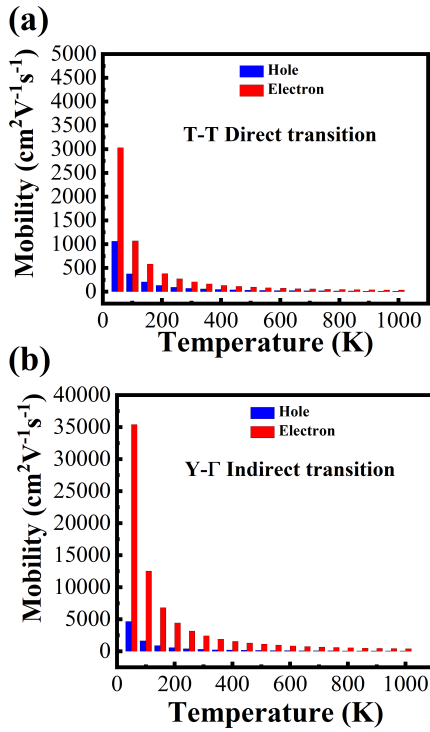 (a)
5000
4500
4000
3500
3000
2500
2000
1500
1000
500
0
Mobility (cm²V⁻¹s⁻¹)
Hole
Electron
T-T Direct transition
0 200 400 600 800 1000
Temperature (K)
(b)
40000
35000
30000
25000
20000
15000
10000
5000
0
Mobility (cm²V⁻¹s⁻¹)
Hole
Electron
Y-Γ Indirect transition
0 200 400 600 800 1000
Temperature (K)